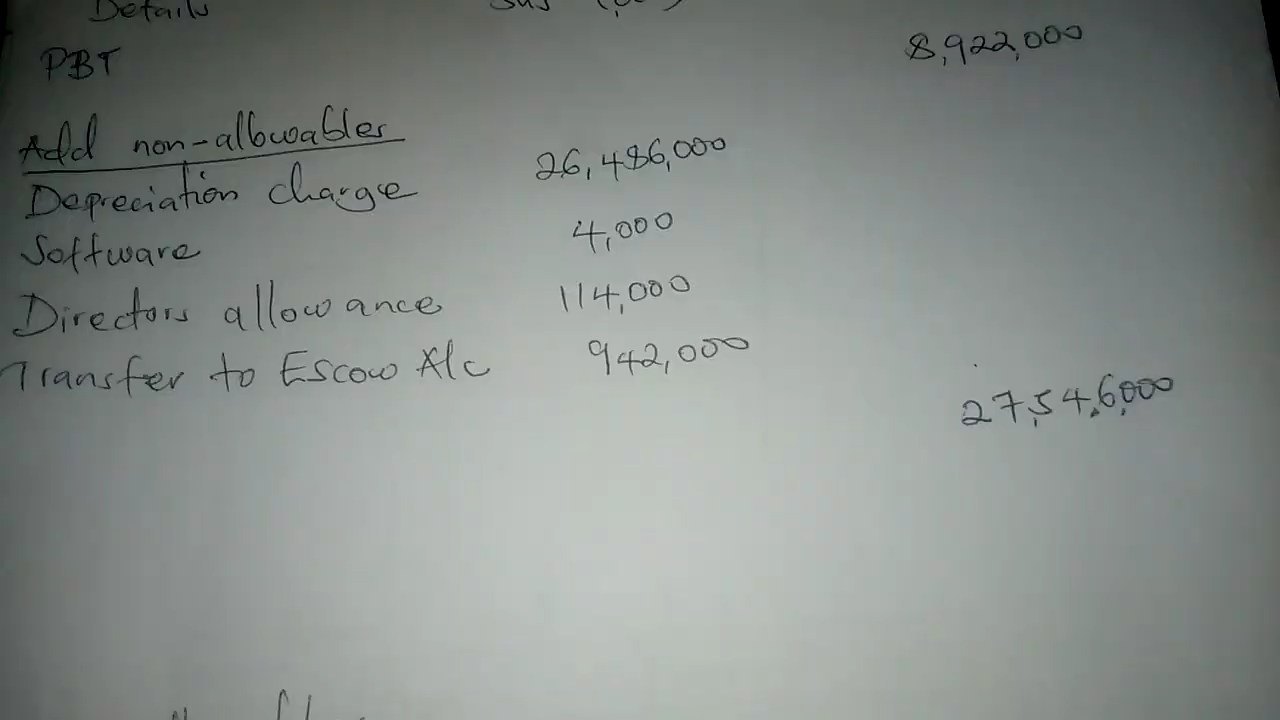 Details
PBT 8,922,000
Add non-allowables
Depreciation charge 26,486,000
Software 4,000
Directors allowance 114,000
Transfer to Escow A/c 942,000
27,546,000